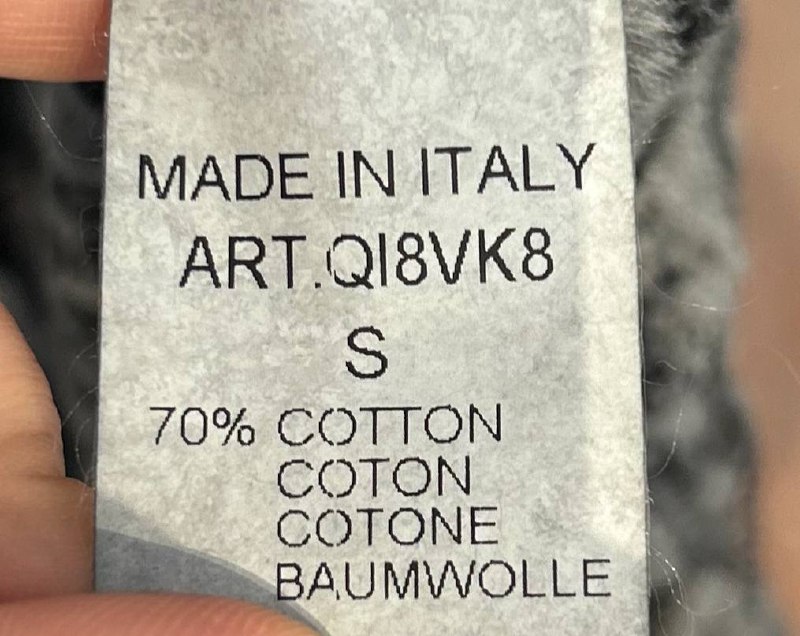 MADE IN ITALY
ART.QI8VK8
S
70% COTTON
COTON
COTONE
BAUMWOLLE